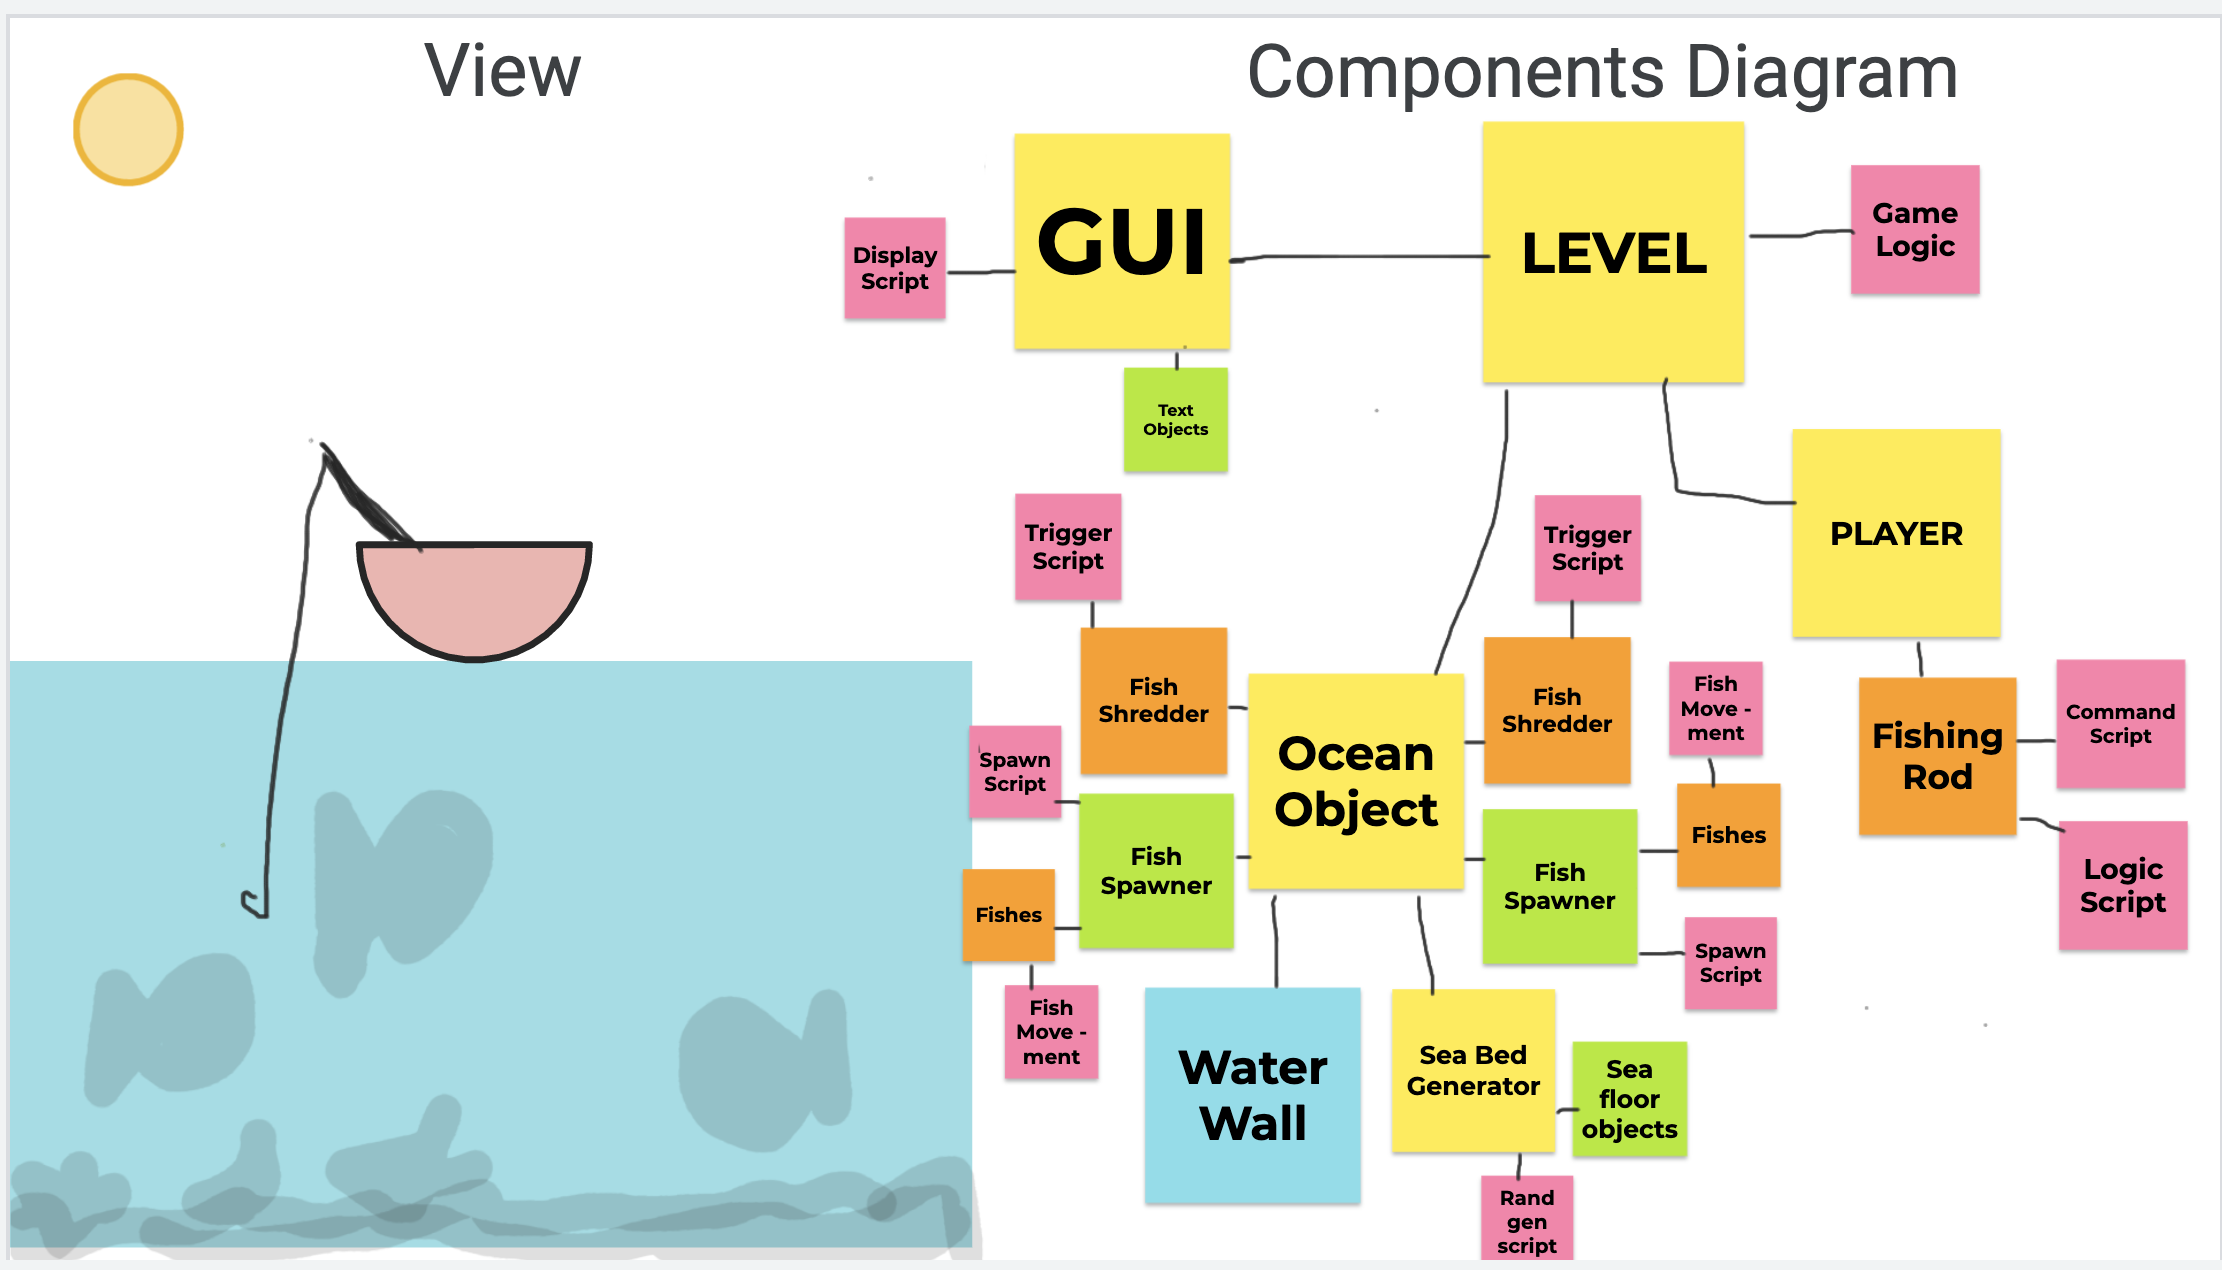 View
Components Diagram
GUI
LEVEL
Game
Logic
Display
Script
Text
Objects
Trigger
Script
Trigger
Script
PLAYER
Fish
Shredder
Ocean
Object
Fish
Shredder
Fish
Move -
ment
Fishing
Rod
Command
Script
Spawn
Script
Fish
Spawner
Fish
Spawner
Fishes
Logic
Script
Fishes
Spawn
Script
Fish
Move -
ment
Water
Wall
Sea Bed
Generator
Sea
floor
objects
Rand
gen
script